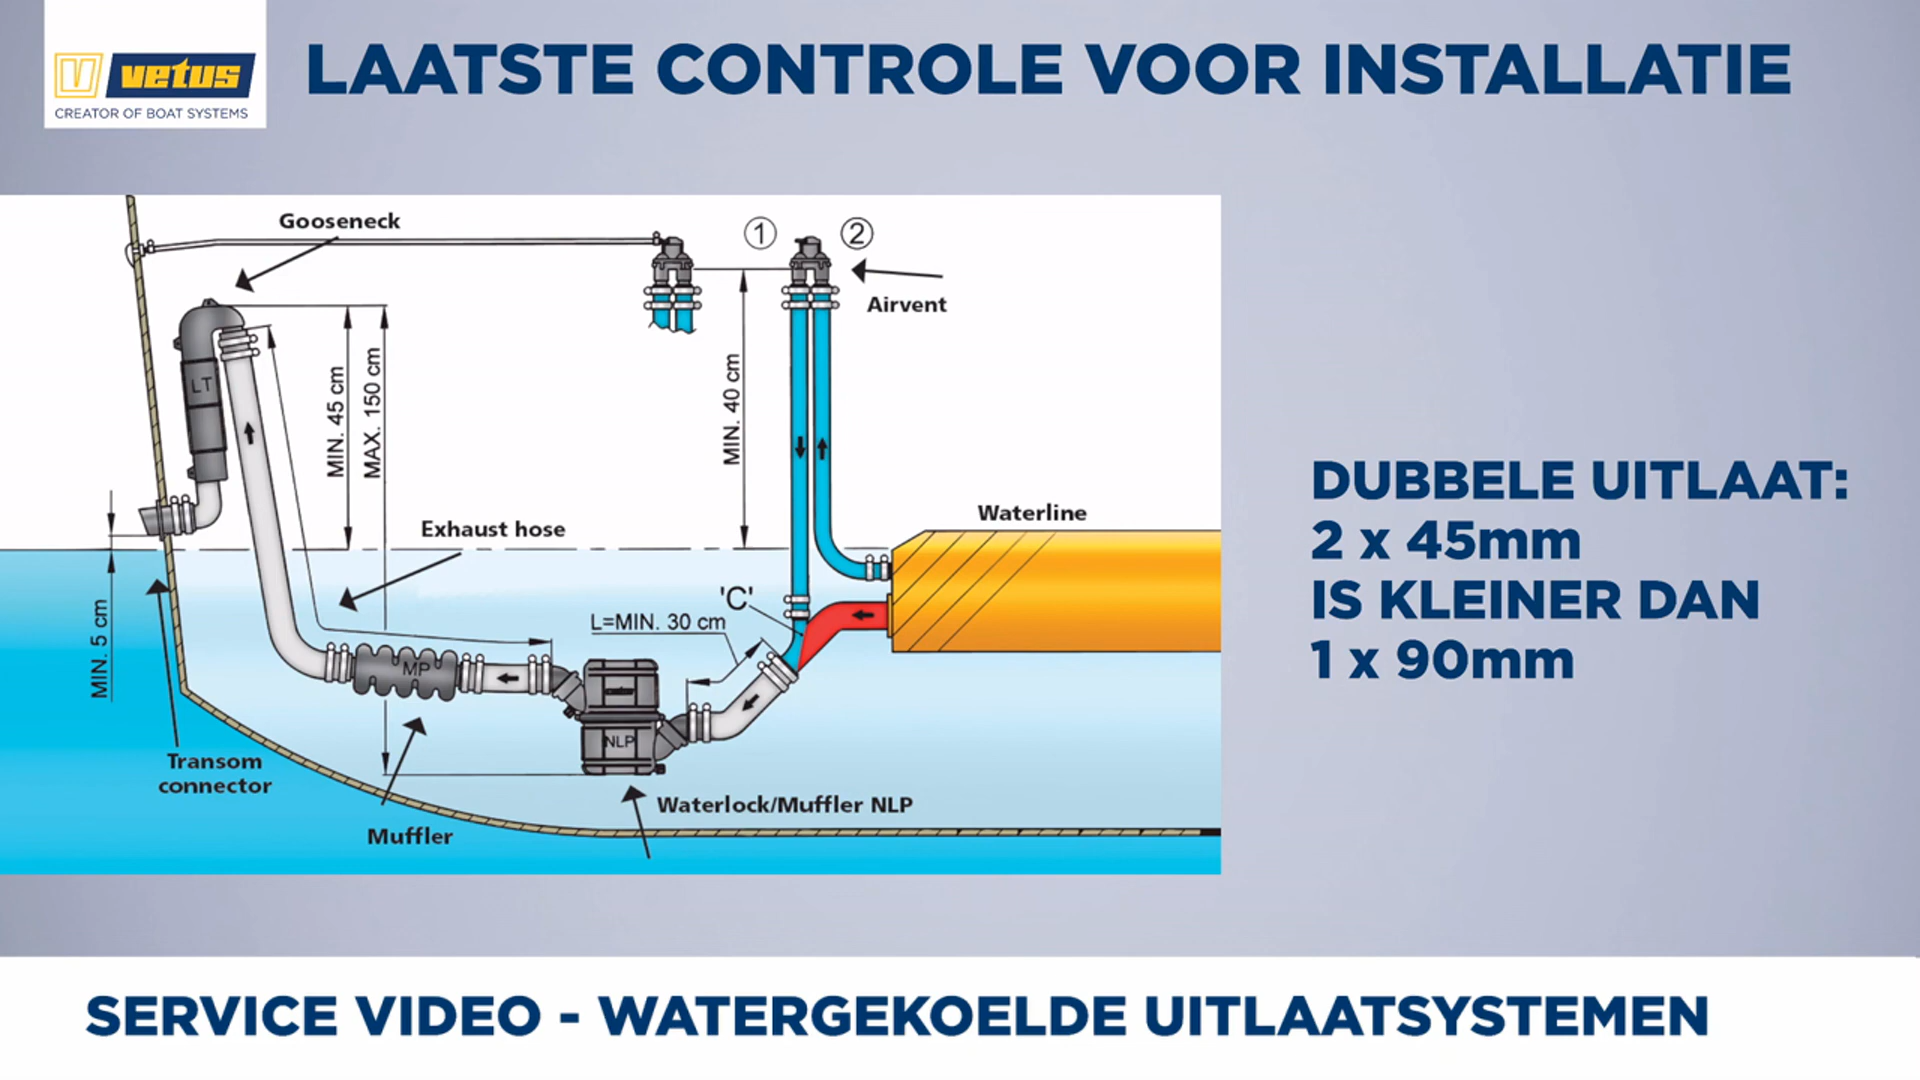 vetus
CREATOR OF BOAT SYSTEMS
LAATSTE CONTROLE VOOR INSTALLATIE
Gooseneck
1
2
Airvent
LT
MIN. 45 cm
MAX. 150 cm
MIN. 40 cm
Waterline
Exhaust hose
'C'
L=MIN. 30 cm
MIN. 5 cm
MP
vetus
NLP
Transom
connector
Muffler
Waterlock/Muffler NLP
DUBBELE UITLAAT:
2 x 45mm
IS KLEINER DAN
1 x 90mm
SERVICE VIDEO - WATERGEKOELDE UITLAATSYSTEMEN